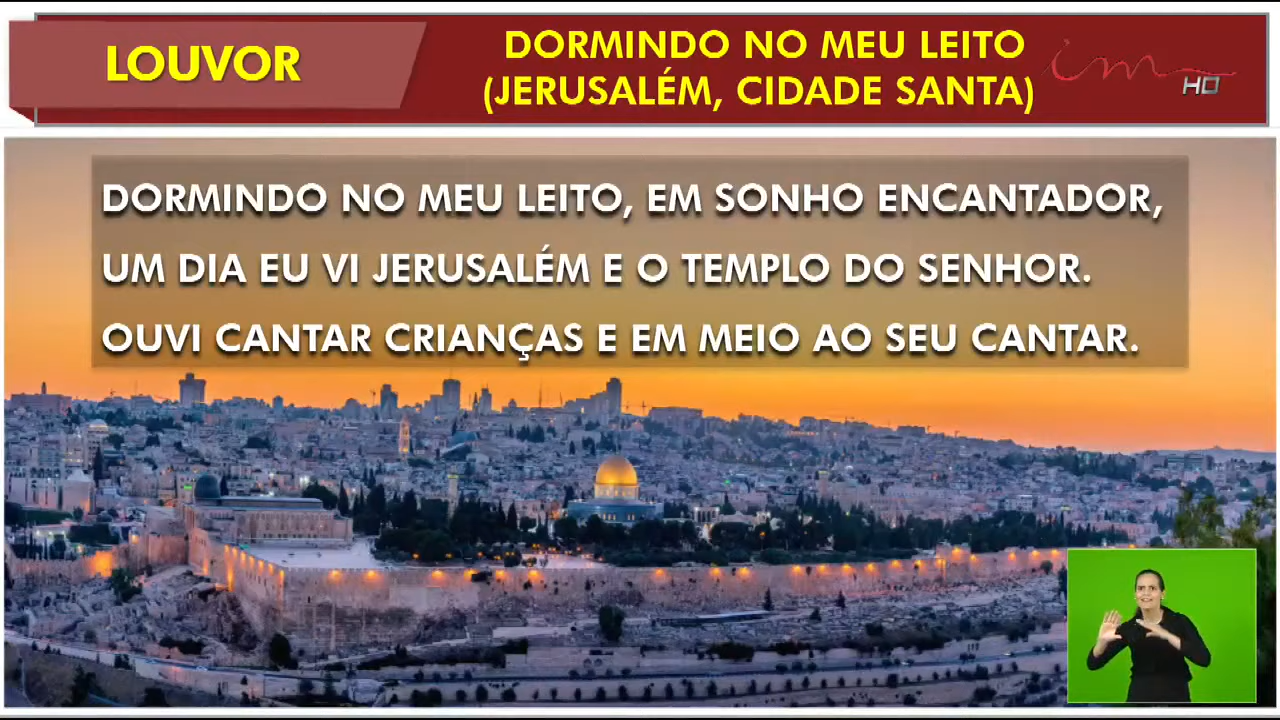 LOUVOR
DORMINDO NO MEU LEITO
(JERUSALÉM, CIDADE SANTA)
im
HD
DORMINDO NO MEU LEITO, EM SONHO ENCANTADOR,
UM DIA EU VI JERUSALÉM E O TEMPLO DO SENHOR.
OUVI CANTAR CRIANÇAS E EM MEIO AO SEU CANTAR.